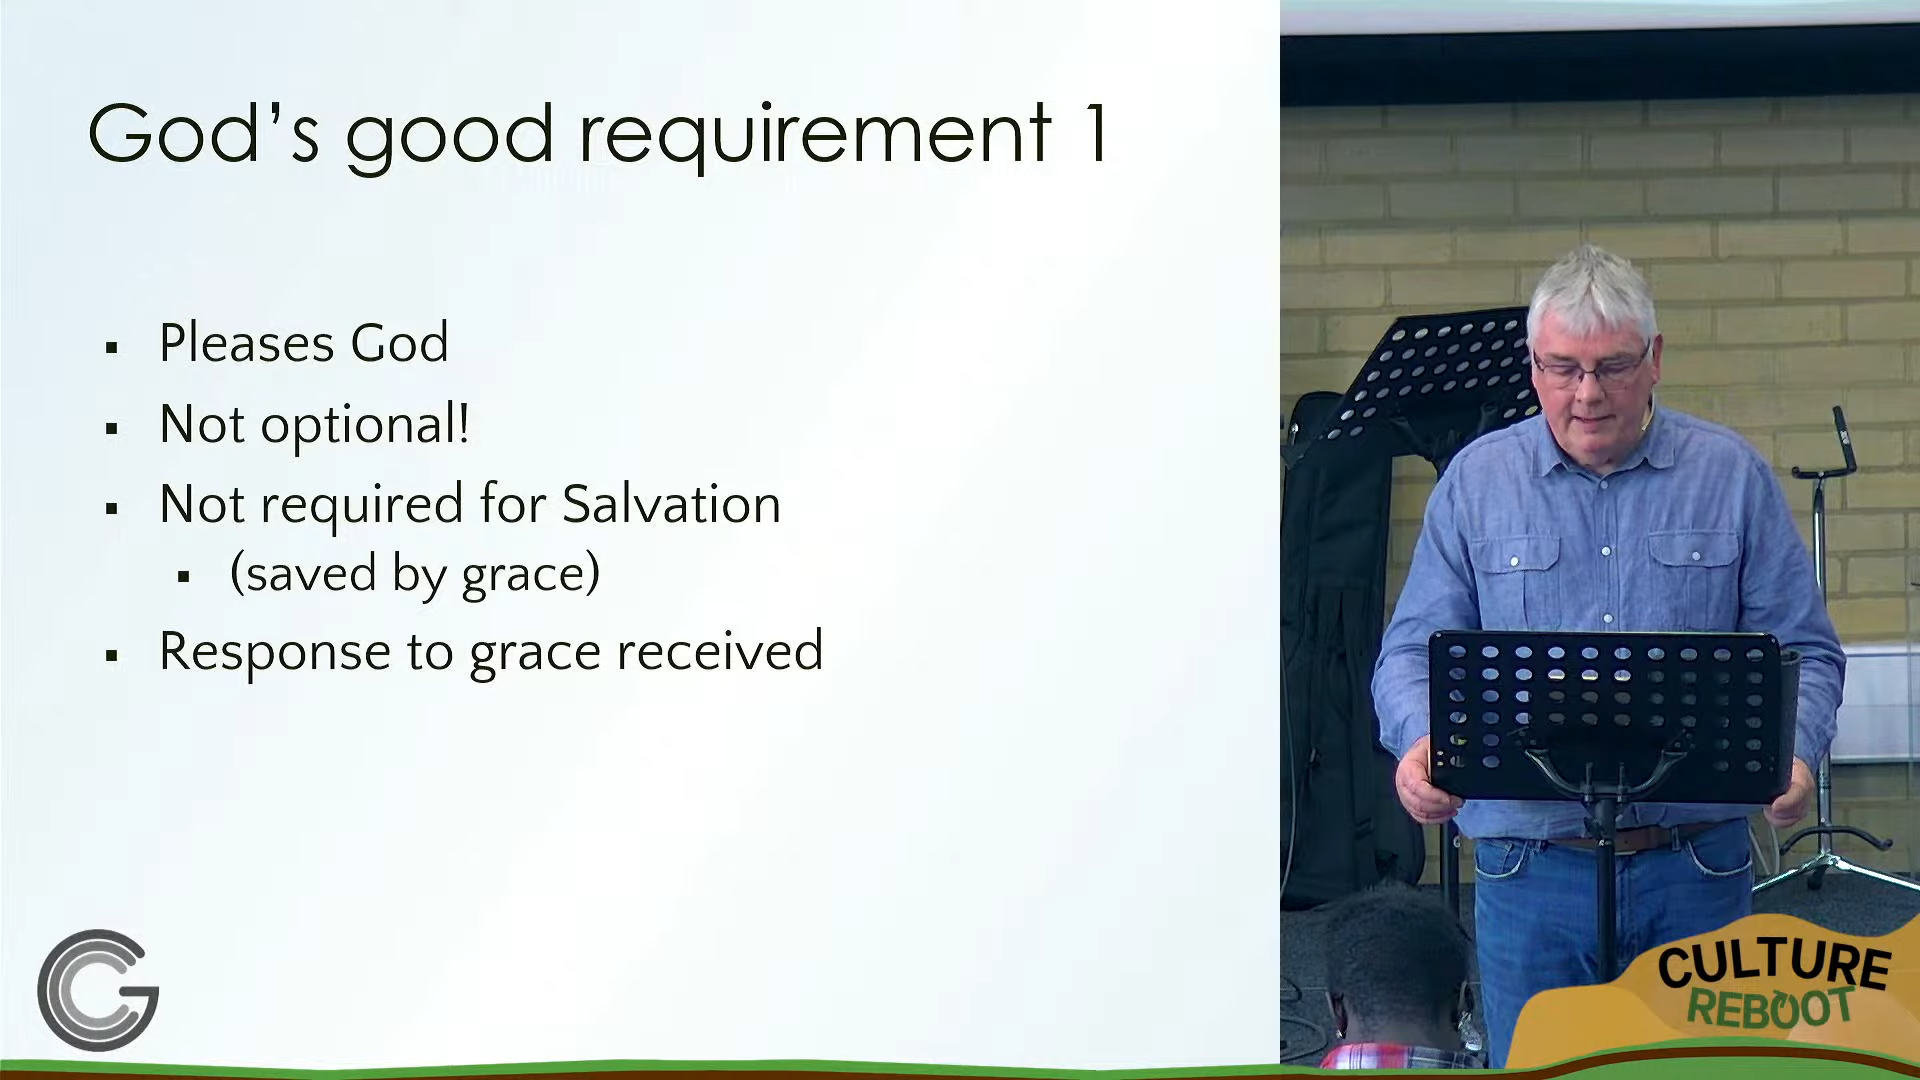 God’s good requirement 1
▪ Pleases God
▪ Not optional!
▪ Not required for Salvation
▪ (saved by grace)
▪ Response to grace received
CULTURE
REBOOT